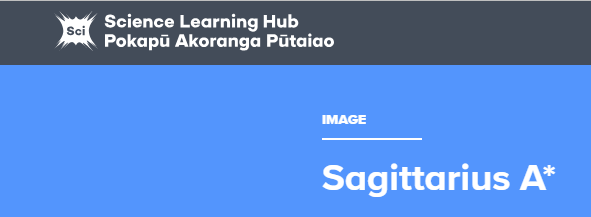 Sci
Science Learning Hub
Pokapū Akoranga Pūtaiao
IMAGE
Sagittarius A*